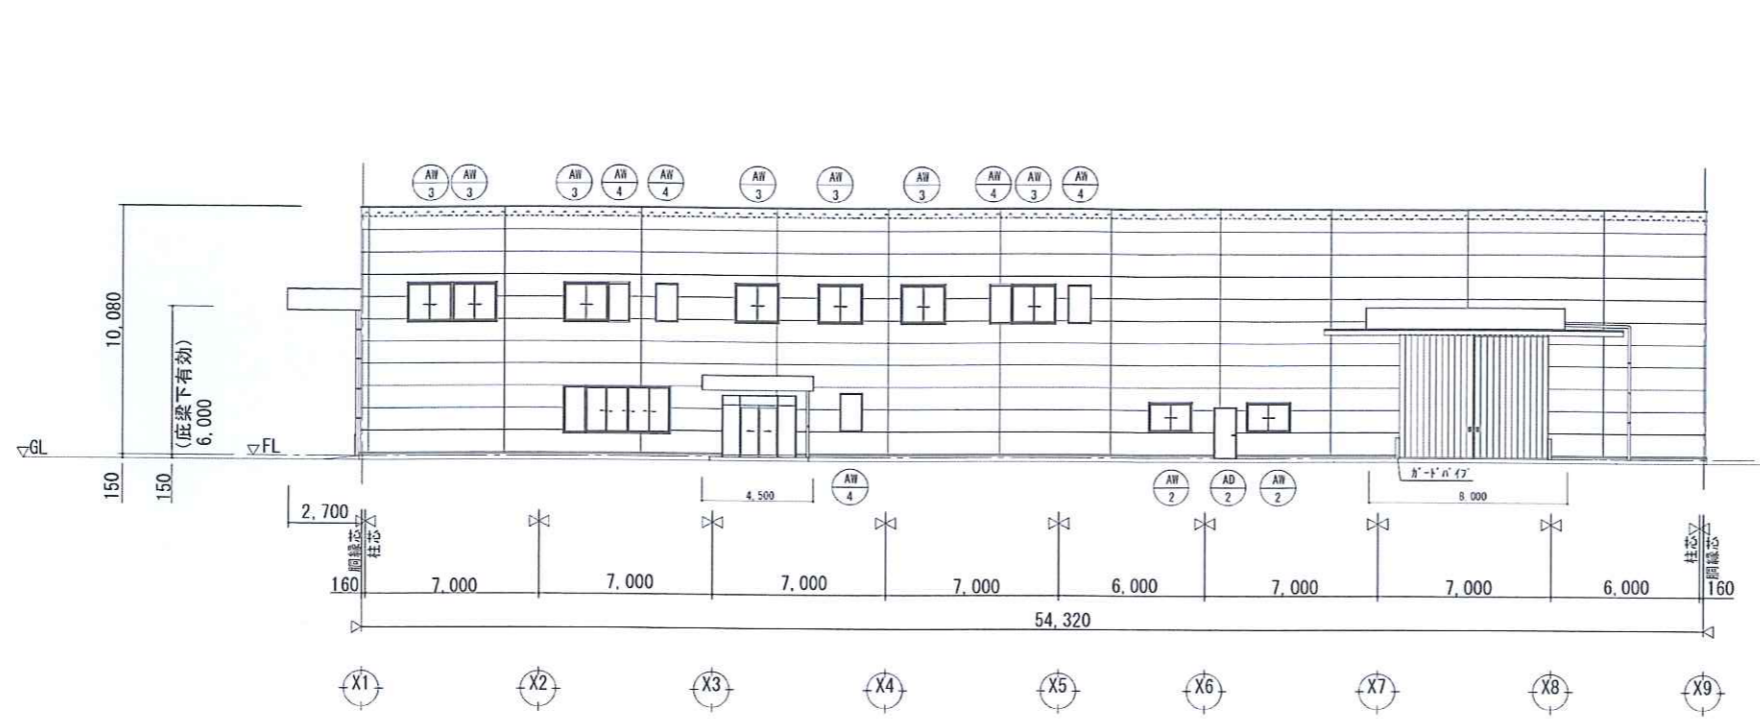 AW 3
AW 3
AW 3
AW 4
AW 4
AW 3
AW 3
AW 3
AW 4
AW 3
AW 4
10,080
(庇梁下有効)
6,000
▽GL
▽FL
150
150
AW 4
AW 2
AD 2
AW 2
ガードパイプ
4,500
8,000
2,700
胴縁芯
柱芯
柱芯
胴縁芯
160
7,000
7,000
7,000
7,000
6,000
7,000
7,000
6,000
160
54,320
X1
X2
X3
X4
X5
X6
X7
X8
X9